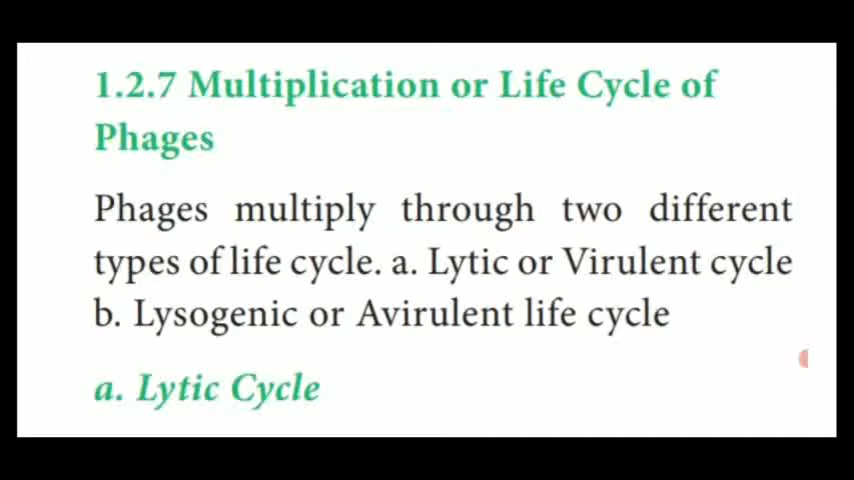 1.2.7 Multiplication or Life Cycle of
Phages
Phages multiply through two different
types of life cycle. a. Lytic or Virulent cycle
b. Lysogenic or Avirulent life cycle
a. Lytic Cycle